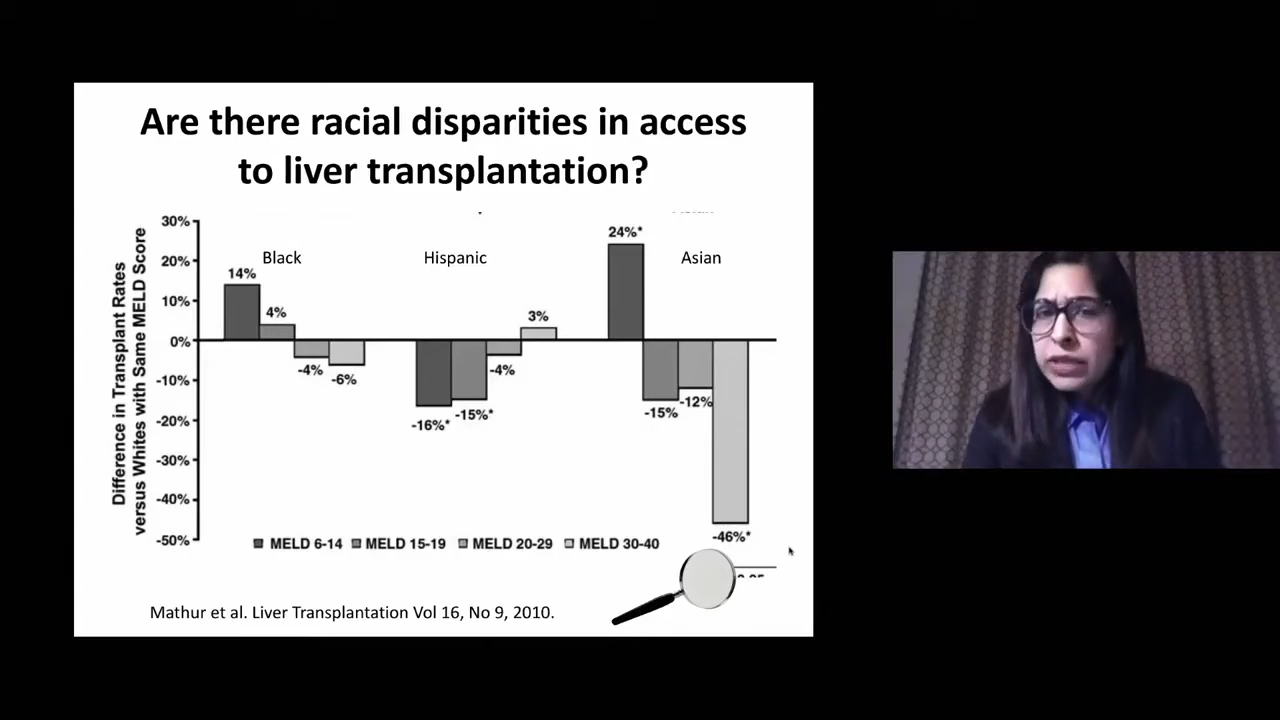 Are there racial disparities in access
to liver transplantation?
Difference in Transplant Rates
versus Whites with Same MELD Score
30%
20%
10%
0%
-10%
-20%
-30%
-40%
-50%
Black
14%
4%
-4%
-6%
Hispanic
-16%*
-15%*
-4%
3%
Asian
24%*
-15%
-12%
-46%*
MELD 6-14 MELD 15-19 MELD 20-29 MELD 30-40
Mathur et al. Liver Transplantation Vol 16, No 9, 2010.